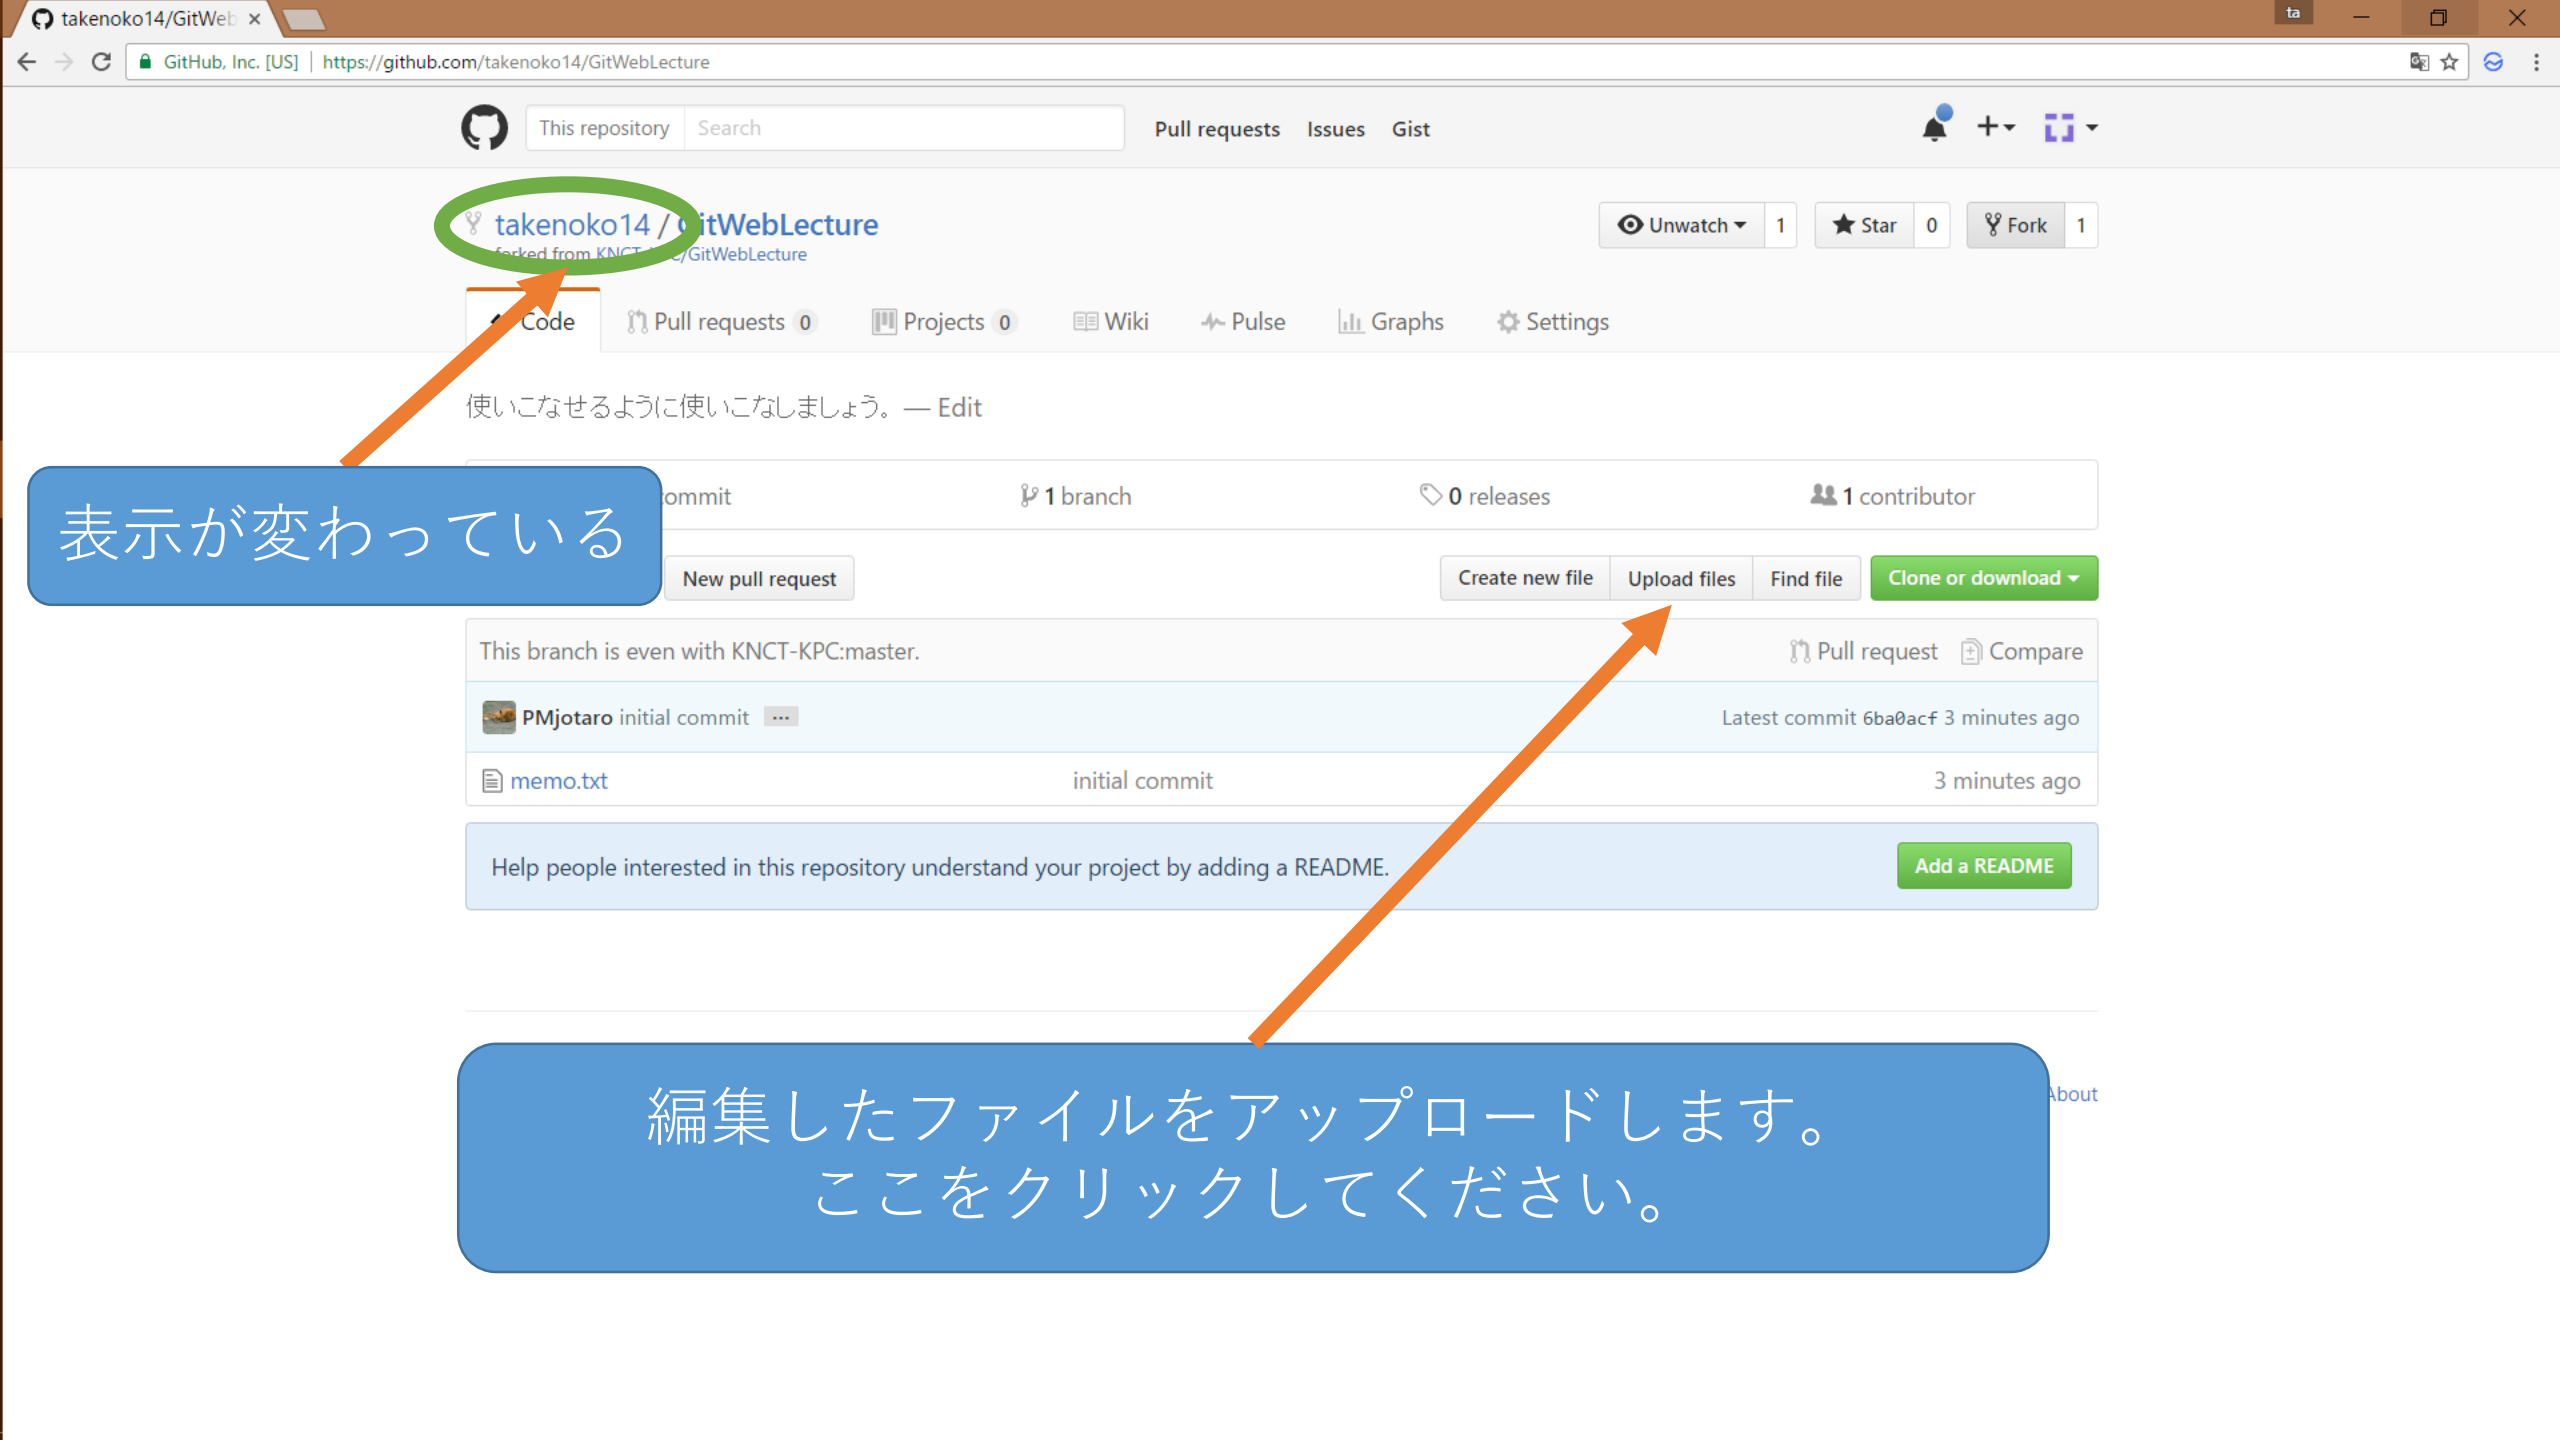 takenoko14/GitWeb
ta
GitHub, Inc. [US] | https://github.com/takenoko14/GitWebLecture
This repository Search Pull requests Issues Gist
takenoko14 / GitWebLecture
Unwatch 1 Star 0 Fork 1
forked from KNCT-KPC/GitWebLecture
Code Pull requests 0 Projects 0 Wiki Pulse Graphs Settings
使いこなせるように使いこなしましょう。 — Edit
commit 1 branch 0 releases 1 contributor
表示が変わっている
New pull request Create new file Upload files Find file Clone or download
This branch is even with KNCT-KPC:master. Pull request Compare
PMjotaro initial commit ... Latest commit 6ba0acf 3 minutes ago
memo.txt initial commit 3 minutes ago
Help people interested in this repository understand your project by adding a README. Add a README
About
編集したファイルをアップロードします。
ここをクリックしてください。